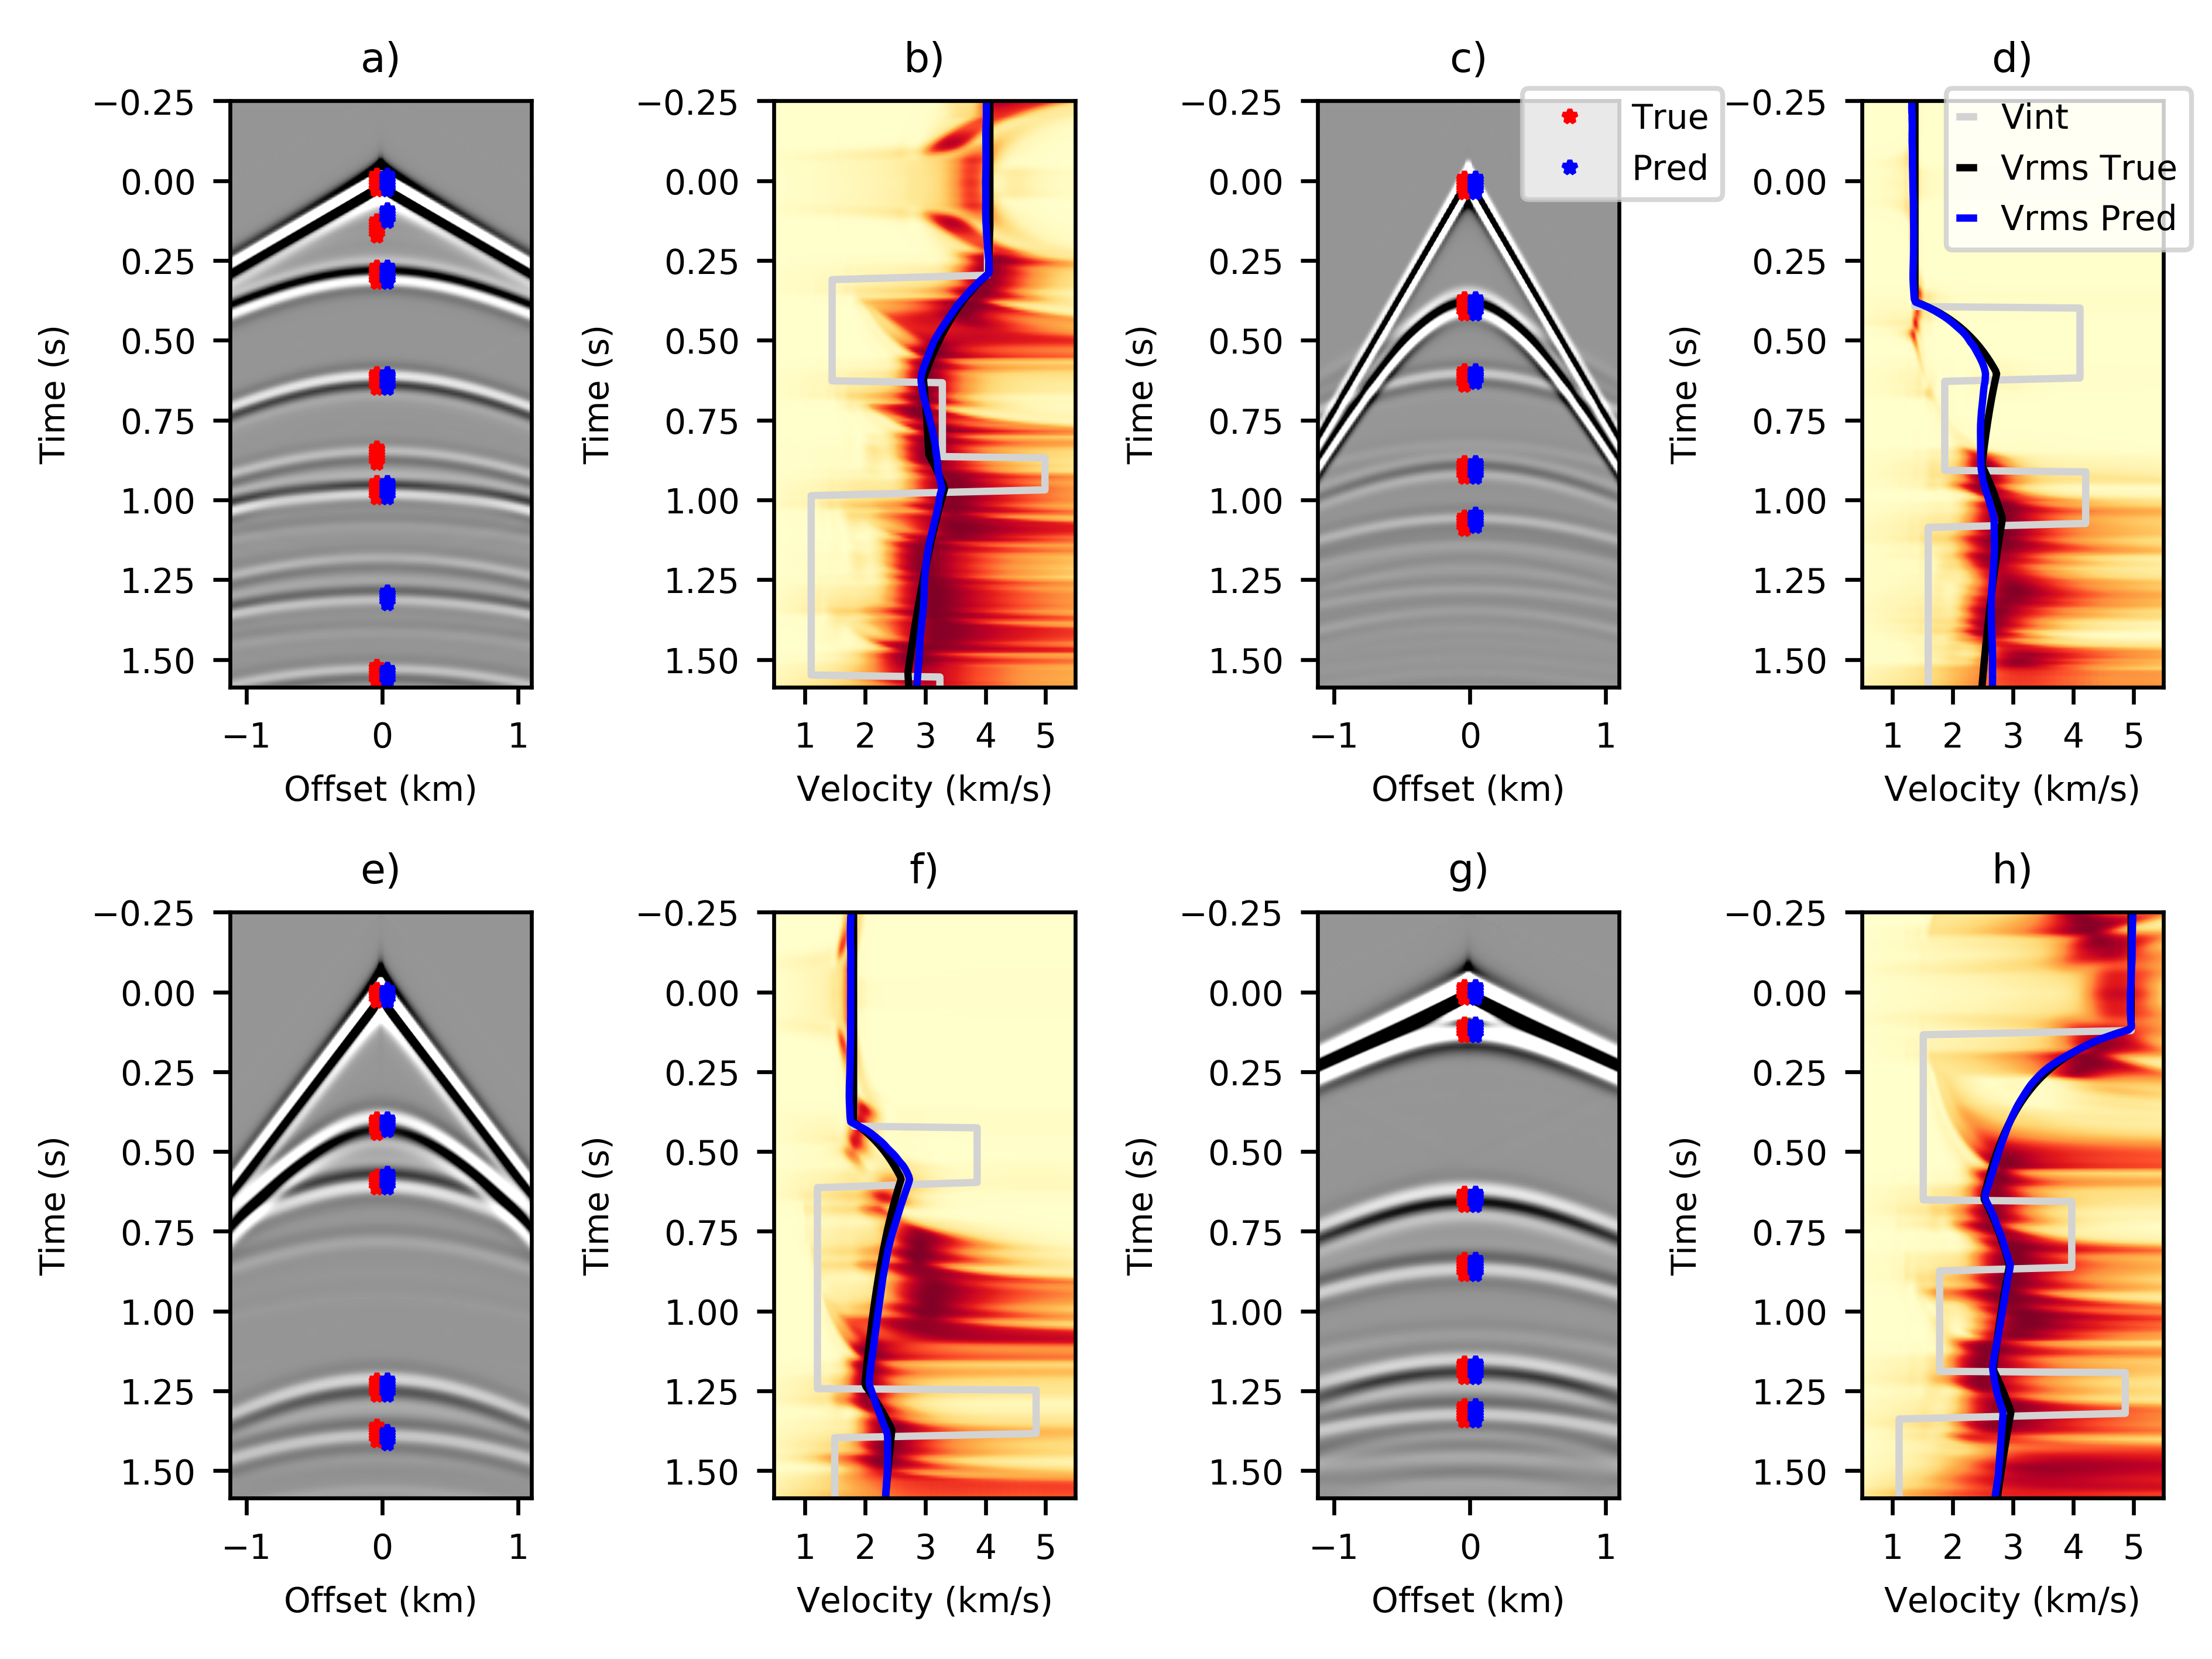 a) b) c) d)
True
Pred
Vint
Vrms True
Vrms Pred
−0.25 −0.25 −0.25 −0.25
0.00 0.00 0.00 0.00
0.25 0.25 0.25 0.25
0.50 0.50 0.50 0.50
0.75 0.75 0.75 0.75
1.00 1.00 1.00 1.00
1.25 1.25 1.25 1.25
1.50 1.50 1.50 1.50
Time (s) Time (s) Time (s) Time (s)
−1 0 1 1 2 3 4 5 −1 0 1 1 2 3 4 5
Offset (km) Velocity (km/s) Offset (km) Velocity (km/s)
e) f) g) h)
−0.25 −0.25 −0.25 −0.25
0.00 0.00 0.00 0.00
0.25 0.25 0.25 0.25
0.50 0.50 0.50 0.50
0.75 0.75 0.75 0.75
1.00 1.00 1.00 1.00
1.25 1.25 1.25 1.25
1.50 1.50 1.50 1.50
Time (s) Time (s) Time (s) Time (s)
−1 0 1 1 2 3 4 5 −1 0 1 1 2 3 4 5
Offset (km) Velocity (km/s) Offset (km) Velocity (km/s)